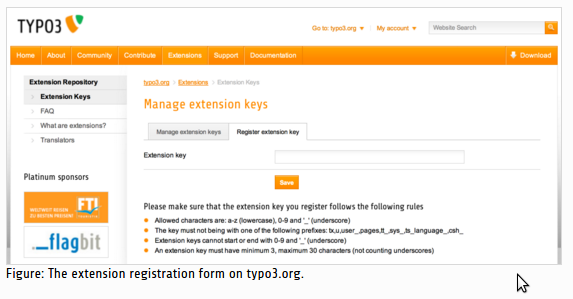 TYPO3
Go to: typo3.org ▾ My account ▾ Website Search
Home About Community Contribute Extensions Support Documentation Download
Extension Repository
Extension Keys
FAQ
What are extensions?
Translators
Platinum sponsors
WELTWEIT REISEN
ZU BESTEN PREISEN!
FTI
flagbit
typo3.org > Extensions > Extension Keys
Manage extension keys
Manage extension keys Register extension key
Extension key
Save
Please make sure that the extension key you register follows the following rules
Allowed characters are: a-z (lowercase), 0-9 and '_' (underscore)
The key must not being with one of the following prefixes: tx,u,user_,pages,tt_,sys_,ts_language_,csh_
Extension keys cannot start or end with 0-9 and '_' (underscore)
An extension key must have minimum 3, maximum 30 characters (not counting underscores)
Figure: The extension registration form on typo3.org.